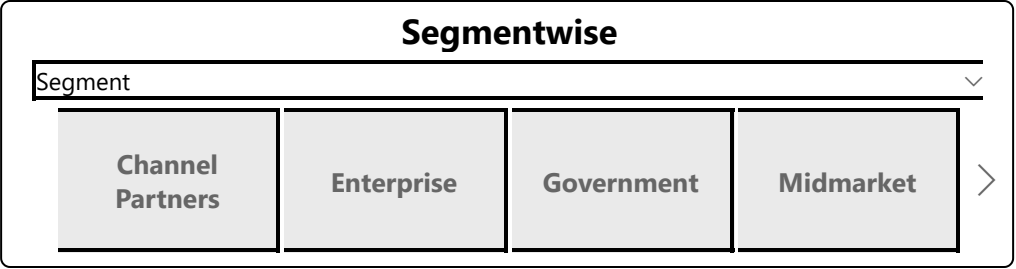 Segmentwise
Segment
Channel
Partners
Enterprise
Government
Midmarket